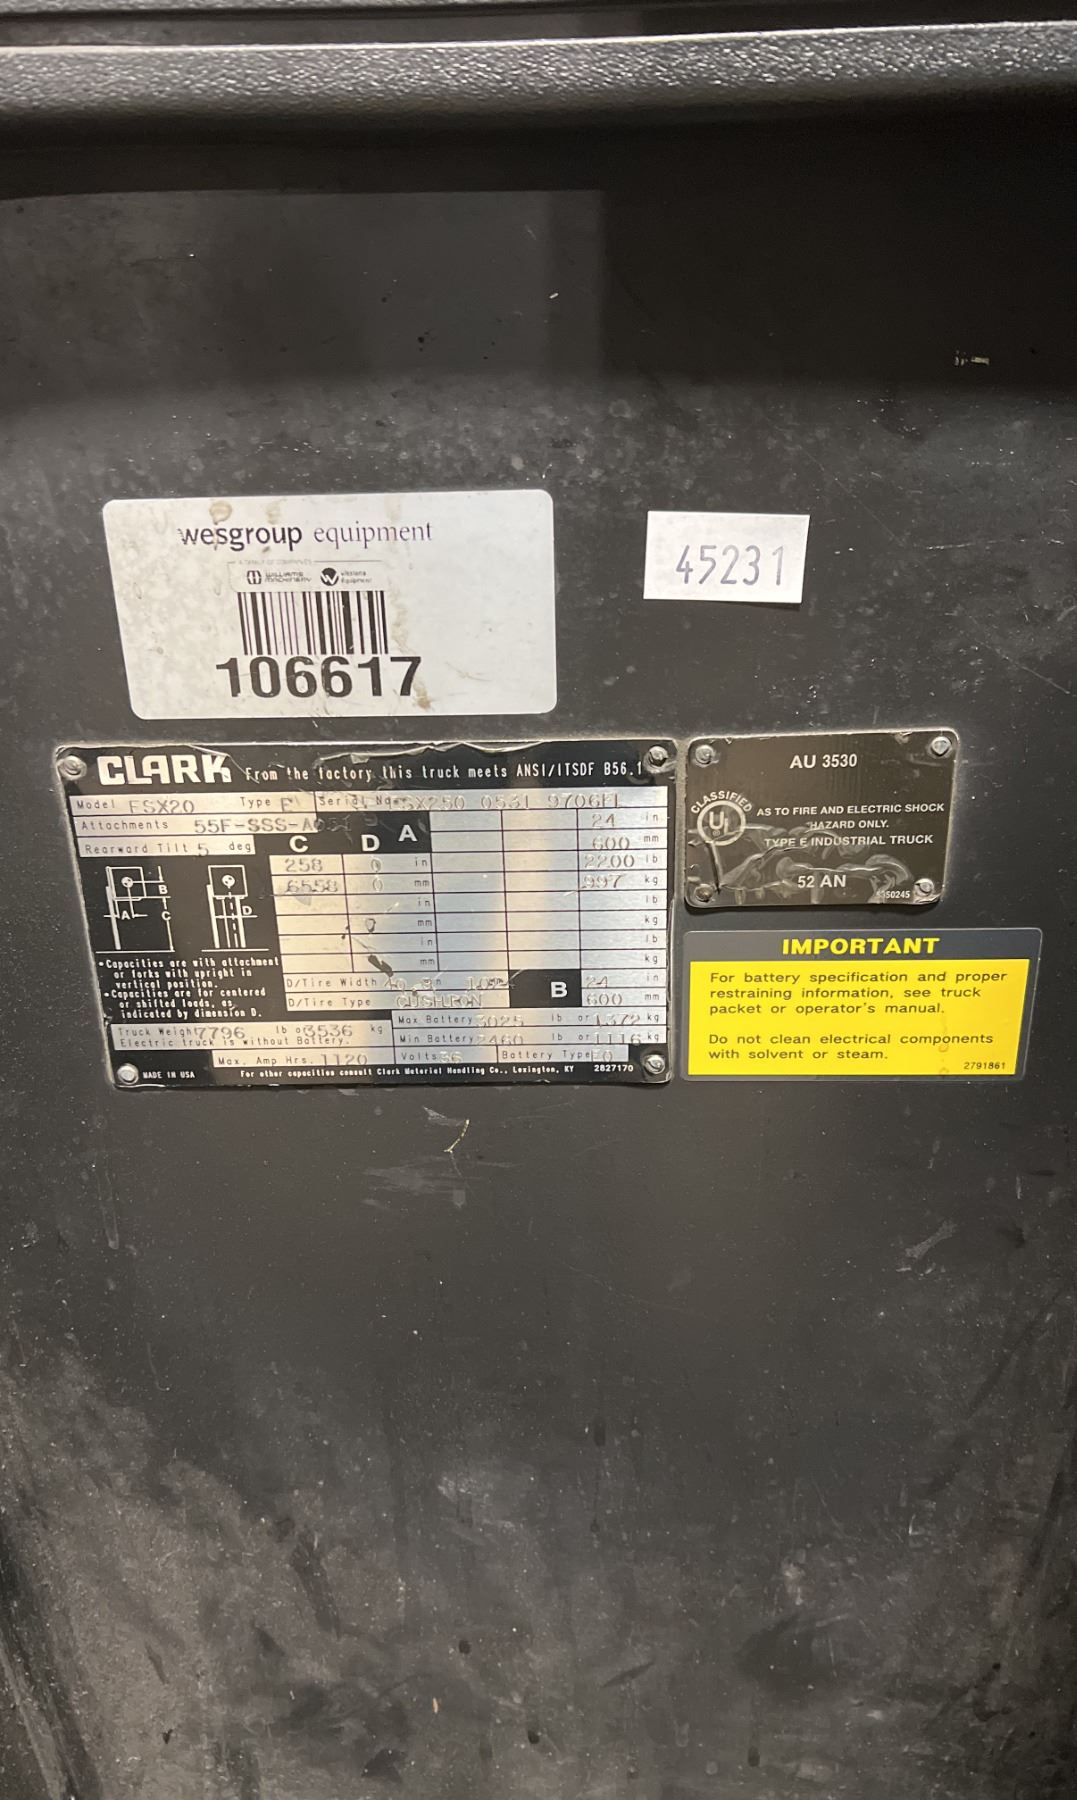 wesgroup equipment
A FAMILY OF COMPANIES
WILLIAMS MACHINERY
106617
45231
CLARK From the factory this truck meets ANSI/ITSDF B56.1
Model ESX20 Type E Serial No.
Attachments 55F-SSS-
Rearward Tilt 5 deg
C D A
24 in
600 mm
258 0 in 2200 lb
6558 0 mm 997 kg
in lb
mm kg
in lb
mm kg
B
A C
D
•Capacities are with attachment
or forks with upright in
vertical position.
•Capacities are for centered
or shifted loads, as
indicated by dimension D.
D/Tire Width in
D/Tire Type CUSHION
B 24 in
600 mm
Truck Weight 7796 lb or 3536 kg
Electric truck is without Battery.
Max Battery 3025 lb or 1372 kg
Min Battery 2460 lb or 1116 kg
Max. Amp Hrs. 1120 Volts 36 Battery Type
MADE IN USA For other capacities consult Clark Material Handling Co., Lexington, KY 2827170
AU 3530
CLASSIFIED
UL
AS TO FIRE AND ELECTRIC SHOCK
HAZARD ONLY.
TYPE E INDUSTRIAL TRUCK
52 AN
IMPORTANT
For battery specification and proper
restraining information, see truck
packet or operator's manual.
Do not clean electrical components
with solvent or steam.
2791861